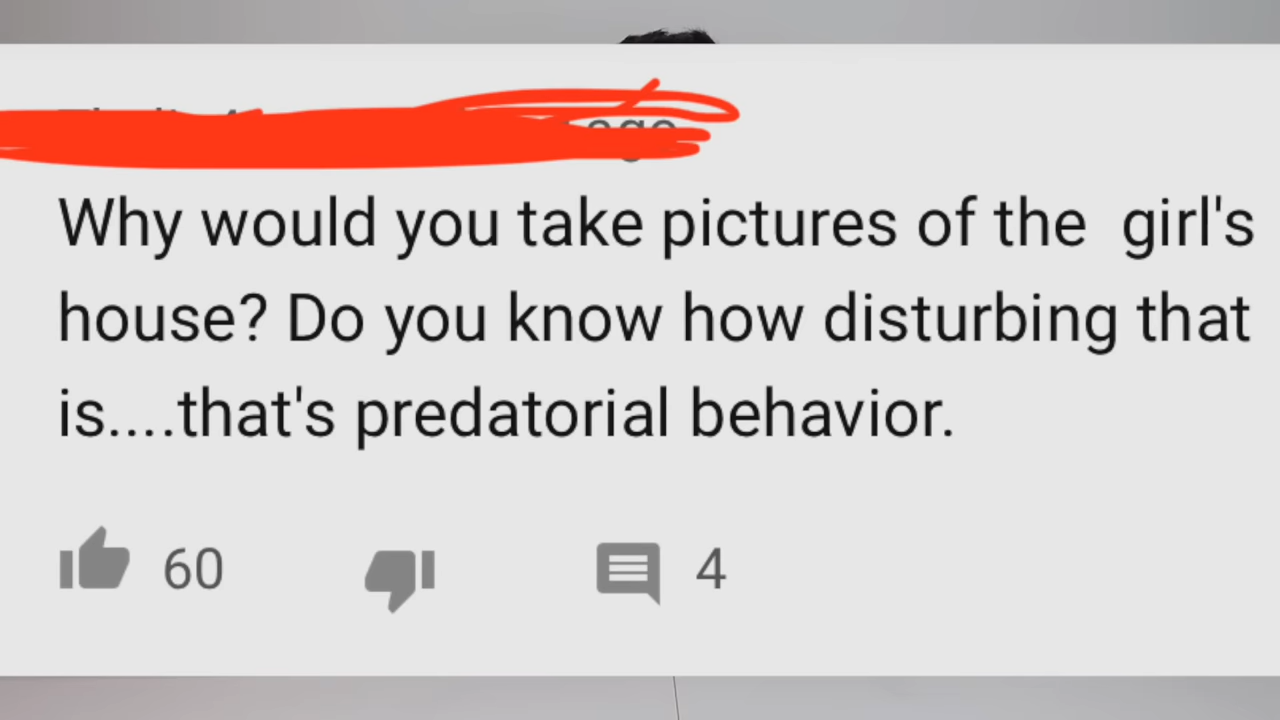 ago
Why would you take pictures of the  girl's
house? Do you know how disturbing that
is....that's predatorial behavior.
60
4